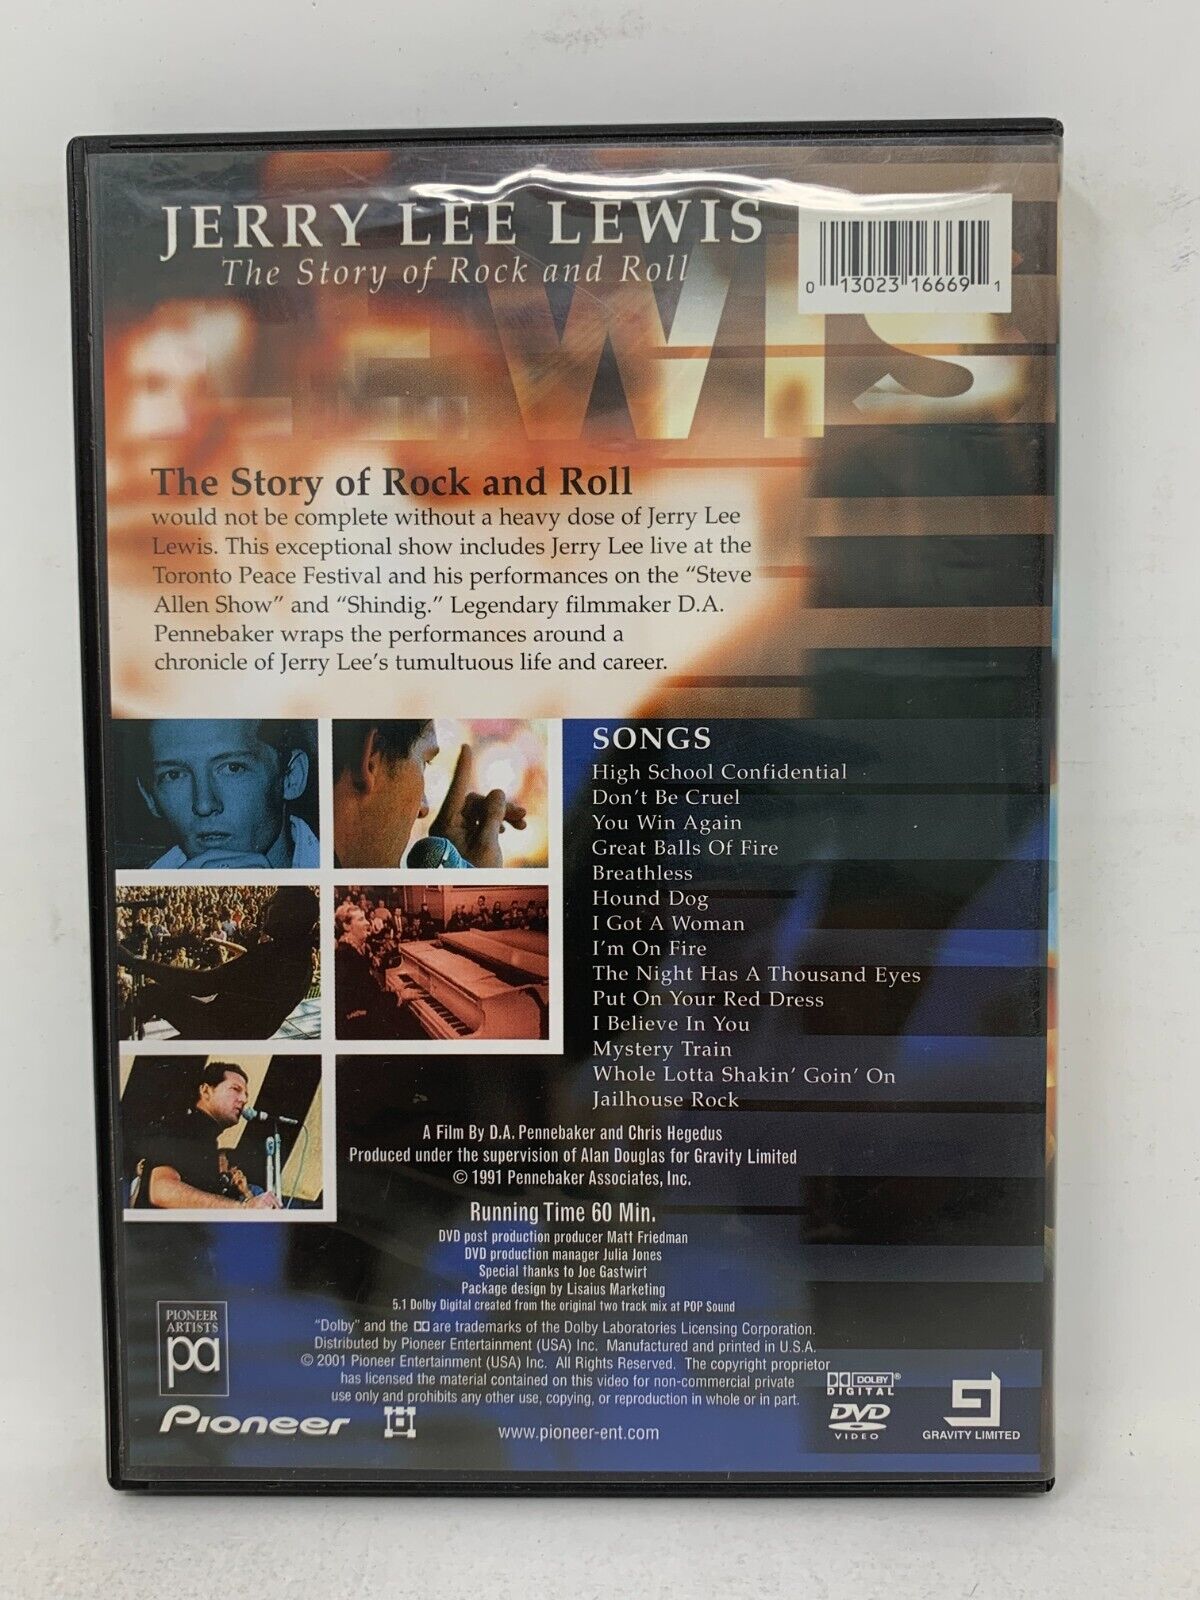 JERRY LEE LEWIS
The Story of Rock and Roll
0 13023 16669 1
LEWIS
The Story of Rock and Roll
would not be complete without a heavy dose of Jerry Lee
Lewis. This exceptional show includes Jerry Lee live at the
Toronto Peace Festival and his performances on the “Steve
Allen Show” and “Shindig.” Legendary filmmaker D.A.
Pennebaker wraps the performances around a
chronicle of Jerry Lee’s tumultuous life and career.
SONGS
High School Confidential
Don’t Be Cruel
You Win Again
Great Balls Of Fire
Breathless
Hound Dog
I Got A Woman
I’m On Fire
The Night Has A Thousand Eyes
Put On Your Red Dress
I Believe In You
Mystery Train
Whole Lotta Shakin’ Goin’ On
Jailhouse Rock
A Film By D.A. Pennebaker and Chris Hegedus
Produced under the supervision of Alan Douglas for Gravity Limited
© 1991 Pennebaker Associates, Inc.
Running Time 60 Min.
DVD post production producer Matt Friedman
DVD production manager Julia Jones
Special thanks to Joe Gastwirt
Package design by Lisaius Marketing
5.1 Dolby Digital created from the original two track mix at POP Sound
“Dolby” and the DD are trademarks of the Dolby Laboratories Licensing Corporation.
Distributed by Pioneer Entertainment (USA) Inc. Manufactured and printed in U.S.A.
© 2001 Pioneer Entertainment (USA) Inc. All Rights Reserved. The copyright proprietor
has licensed the material contained on this video for non-commercial private
use only and prohibits any other use, copying, or reproduction in whole or in part.
PIONEER
ARTISTS
pa
Pioneer
www.pioneer-ent.com
DOLBY®
DIGITAL
DVD
VIDEO
GRAVITY LIMITED